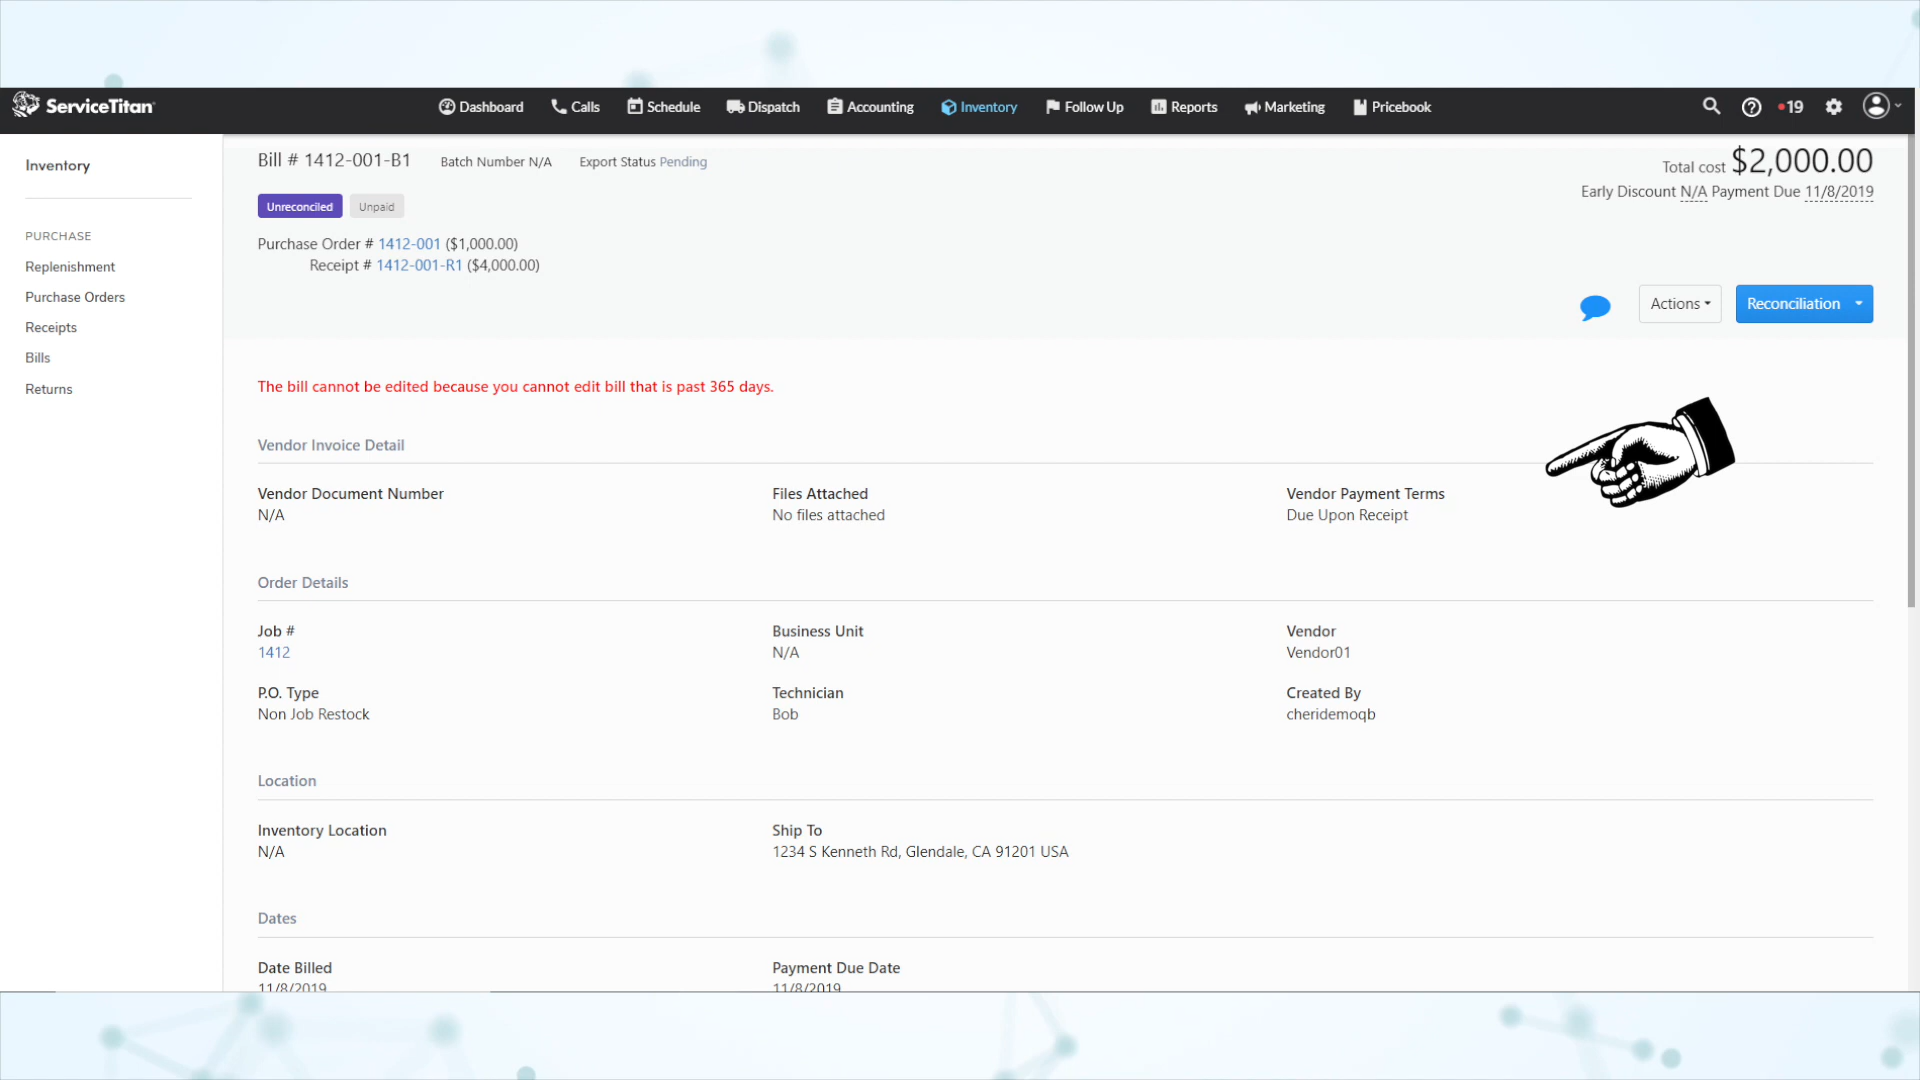 ServiceTitan
Dashboard Calls Schedule Dispatch Accounting Inventory Follow Up Reports Marketing Pricebook 19
Inventory
PURCHASE
Replenishment
Purchase Orders
Receipts
Bills
Returns
Bill # 1412-001-B1 Batch Number N/A Export Status Pending
Total cost $2,000.00
Early Discount N/A Payment Due 11/8/2019
Unreconciled Unpaid
Purchase Order # 1412-001 ($1,000.00)
Receipt # 1412-001-R1 ($4,000.00)
Actions Reconciliation
The bill cannot be edited because you cannot edit bill that is past 365 days.
Vendor Invoice Detail
Vendor Document Number Files Attached Vendor Payment Terms
N/A No files attached Due Upon Receipt
Order Details
Job # Business Unit Vendor
1412 N/A Vendor01
P.O. Type Technician Created By
Non Job Restock Bob cheridemoqb
Location
Inventory Location Ship To
N/A 1234 S Kenneth Rd, Glendale, CA 91201 USA
Dates
Date Billed Payment Due Date
11/8/2019 11/8/2019